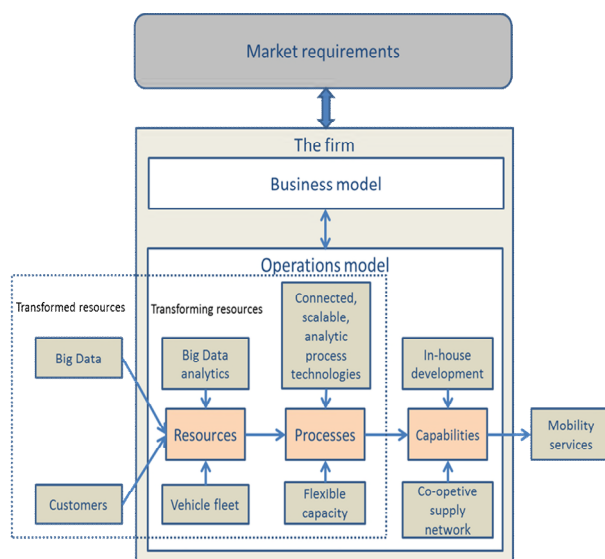 Market requirements
The firm
Business model
Operations model
Transformed resources
Transforming resources
Connected,
scalable,
analytic
process
technologies
Big Data
Big Data
analytics
In-house
development
Resources
Processes
Capabilities
Mobility
services
Customers
Vehicle fleet
Flexible
capacity
Co-opetive
supply
network